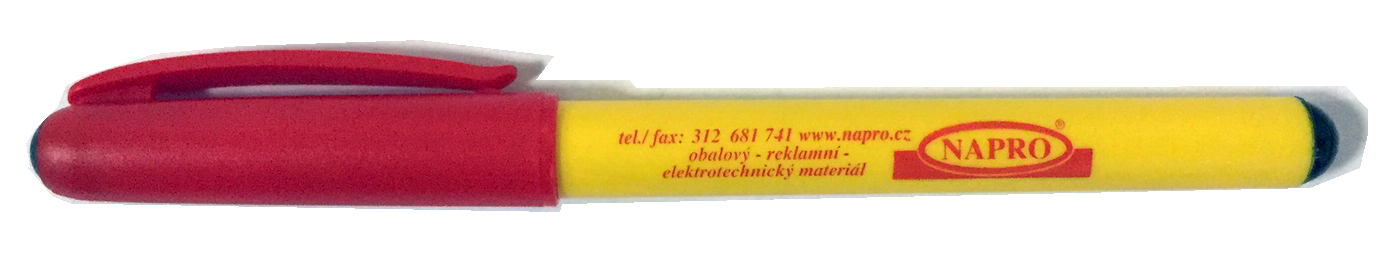 tel./ fax: 312 681 741 www.napro.cz
obalový - reklamní -
elektrotechnický materiál
NAPRO®